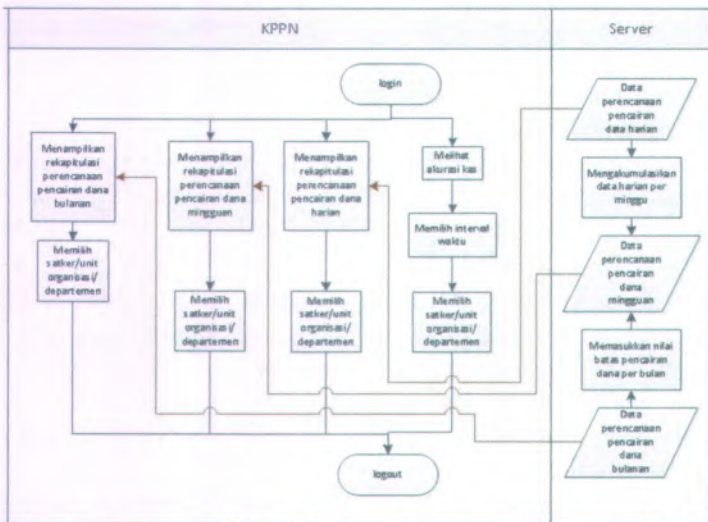 KPPN
Server
login
Menampilkan
rekapitulasi
perencanaan
pencairan dana
bulanan
Memilih
satker/unit
organisasi/
departemen
Menampilkan
rekapitulasi
perencanaan
pencairan dana
mingguan
Memilih
satker/unit
organisasi/
departemen
Menampilkan
rekapitulasi
perencanaan
pencairan dana
harian
Memilih
satker/unit
organisasi/
departemen
Melihat
akurasi kas
Memilih interval
waktu
Memilih
satker/unit
organisasi/
departemen
logout
Data
perencanaan
pencairan
data harian
Mengakumulasikan
data harian per
minggu
Data
perencanaan
pencairan
dana
mingguan
Memasukkan nilai
batas pencairan
dana per bulan
Data
perencanaan
pencairan
dana
bulanan